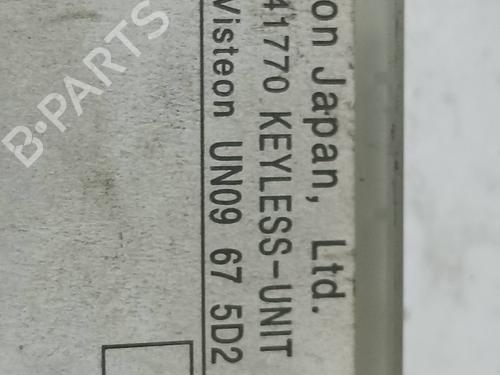 on Japan, Ltd.
41770 KEYLESS-UNIT
Visteon UN09 67 5D2
B-PARTS